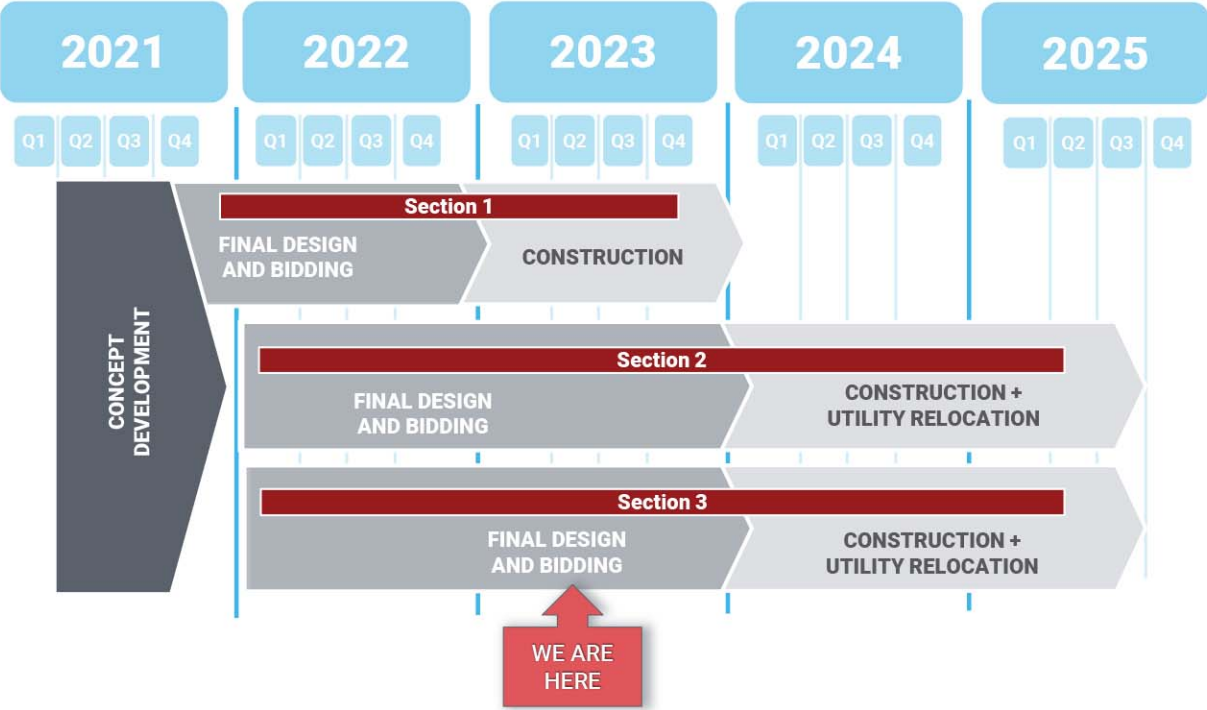 2021 2022 2023 2024 2025
Q1 Q2 Q3 Q4 Q1 Q2 Q3 Q4 Q1 Q2 Q3 Q4 Q1 Q2 Q3 Q4 Q1 Q2 Q3 Q4
CONCEPT
DEVELOPMENT
Section 1
FINAL DESIGN
AND BIDDING
CONSTRUCTION
Section 2
FINAL DESIGN
AND BIDDING
CONSTRUCTION +
UTILITY RELOCATION
Section 3
FINAL DESIGN
AND BIDDING
CONSTRUCTION +
UTILITY RELOCATION
WE ARE
HERE